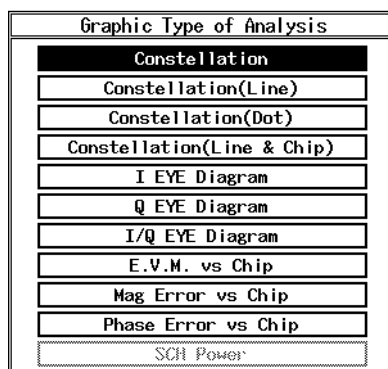 Graphic Type of Analysis
Constellation
Constellation(Line)
Constellation(Dot)
Constellation(Line & Chip)
I EYE Diagram
Q EYE Diagram
I/Q EYE Diagram
E.V.M. vs Chip
Mag Error vs Chip
Phase Error vs Chip
SCH Power